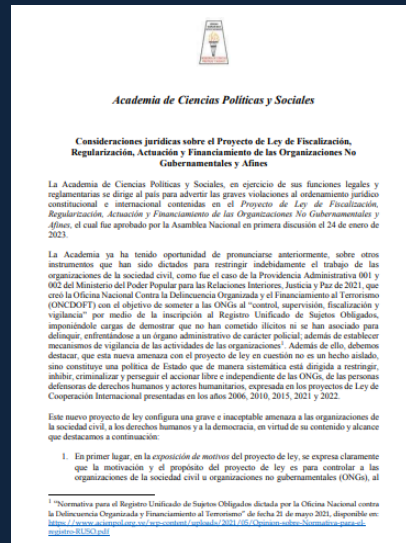 Academia de Ciencias Políticas y Sociales
Consideraciones jurídicas sobre el Proyecto de Ley de Fiscalización,
Regularización, Actuación y Financiamiento de las Organizaciones No
Gubernamentales y Afines
La Academia de Ciencias Políticas y Sociales, en ejercicio de sus funciones legales y
reglamentarias se dirige al país para advertir las graves violaciones al ordenamiento jurídico
constitucional e internacional contenidas en el Proyecto de Ley de Fiscalización,
Regularización, Actuación y Financiamiento de las Organizaciones No Gubernamentales y
Afines, el cual fue aprobado por la Asamblea Nacional en primera discusión el 24 de enero de
2023.
La Academia ya ha tenido oportunidad de pronunciarse anteriormente, sobre otros
instrumentos que han sido dictados para restringir indebidamente el trabajo de las
organizaciones de la sociedad civil, como fue el caso de la Providencia Administrativa 001 y
002 del Ministerio del Poder Popular para las Relaciones Interiores, Justicia y Paz de 2021, que
creó la Oficina Nacional Contra la Delincuencia Organizada y el Financiamiento al Terrorismo
(ONCDOFT) con el objetivo de someter a las ONGs al "control, supervisión, fiscalización y
vigilancia" por medio de la inscripción al Registro Unificado de Sujetos Obligados,
imponiéndole cargas de demostrar que no han cometido ilícitos ni se han asociado para
delinquir, enfrentándose a un órgano administrativo de carácter policial; además de establecer
mecanismos de vigilancia de las actividades de las organizaciones1. Además de ello, debemos
destacar, que esta nueva amenaza con el proyecto de ley en cuestión no es un hecho aislado,
sino constituye una política de Estado que de manera sistemática está dirigida a restringir,
inhibir, criminalizar y perseguir el accionar libre e independiente de las ONGs, de las personas
defensoras de derechos humanos y actores humanitarios, expresada en los proyectos de Ley de
Cooperación Internacional presentadas en los años 2006, 2010, 2015, 2021 y 2022.
Este nuevo proyecto de ley configura una grave e inaceptable amenaza a las organizaciones de
la sociedad civil, a los derechos humanos y a la democracia, en virtud de su contenido y alcance
que destacamos a continuación:
1. En primer lugar, en la exposición de motivos del proyecto de ley, se expresa claramente
que la motivación y el propósito del proyecto de ley es para controlar a las
organizaciones de la sociedad civil u organizaciones no gubernamentales (ONGs), al
1 "Normativa para el Registro Unificado de Sujetos Obligados dictada por la Oficina Nacional contra
la Delincuencia Organizada y Financiamiento al Terrorismo" de fecha 21 de mayo 2021, disponible en:
https://www.acienpol.org.ve/wp-content/uploads/2021/05/Opinion-sobre-Normativa-para-el-
registro-RUSO.pdf